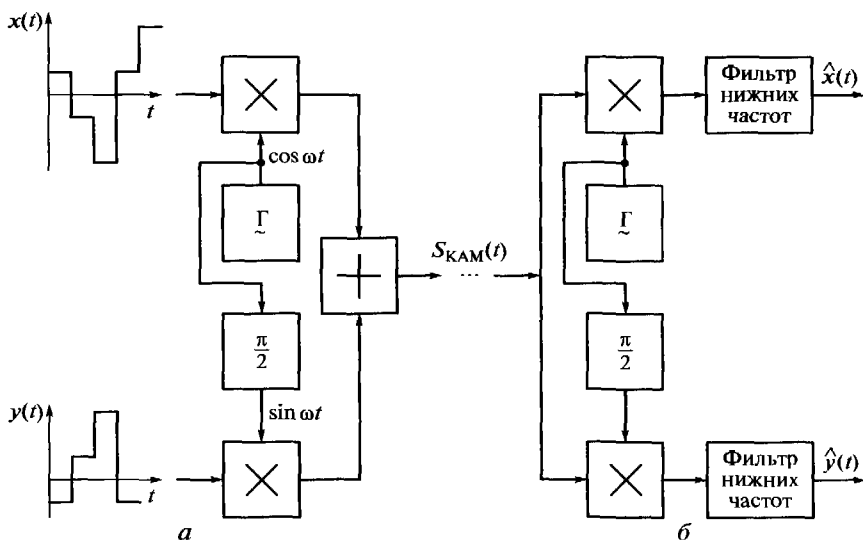 x(t)
t
cos ωt
Г
~
π/2
sin ωt
y(t)
t
а
S_КАМ(t)
...
Г
~
π/2
Фильтр
нижних
частот
x̂(t)
Фильтр
нижних
частот
ŷ(t)
б